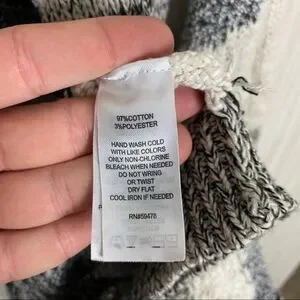 97%COTTON
3%POLYESTER
HAND WASH COLD
WITH LIKE COLORS
ONLY NON-CHLORINE
BLEACH WHEN NEEDED
DO NOT WRING
OR TWIST
DRY FLAT
COOL IRON IF NEEDED
RN#59478